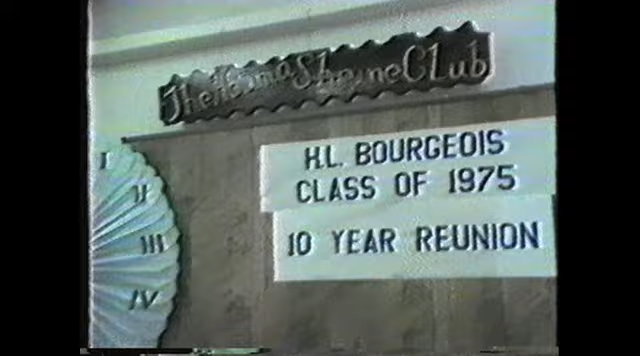 The Houma Shrine Club
H.L. BOURGEOIS
CLASS OF 1975
10 YEAR REUNION
I
II
III
IV